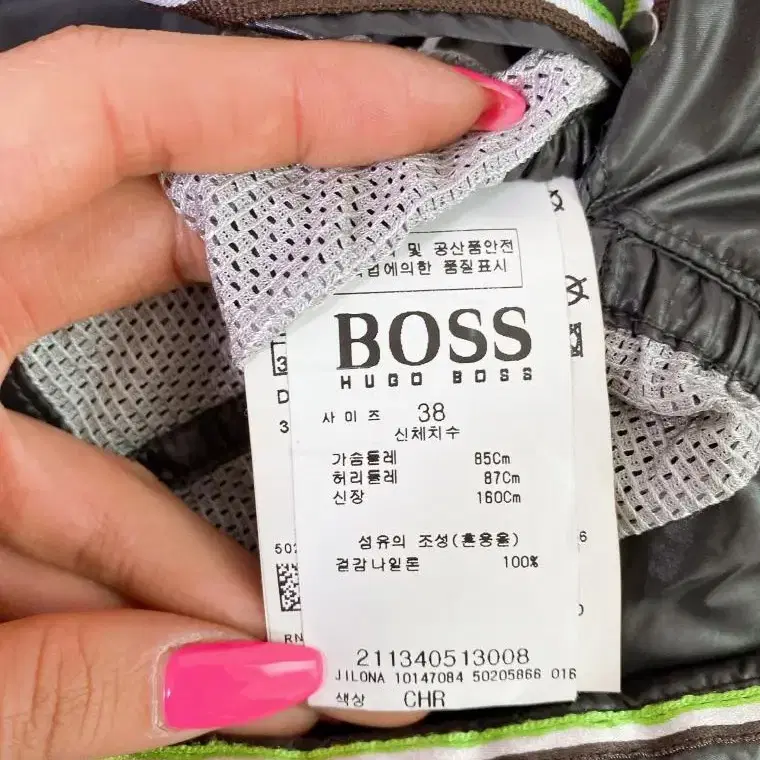 및 공산품안전
법에의한 품질표시
BOSS
HUGO BOSS
사이즈 38
신체치수
가슴둘레 85Cm
허리둘레 87Cm
신장 160Cm
섬유의 조성(혼용율)
겉감나일론 100%
211340513008
JILONA 10147084 50205866 016
색상 CHR
RN